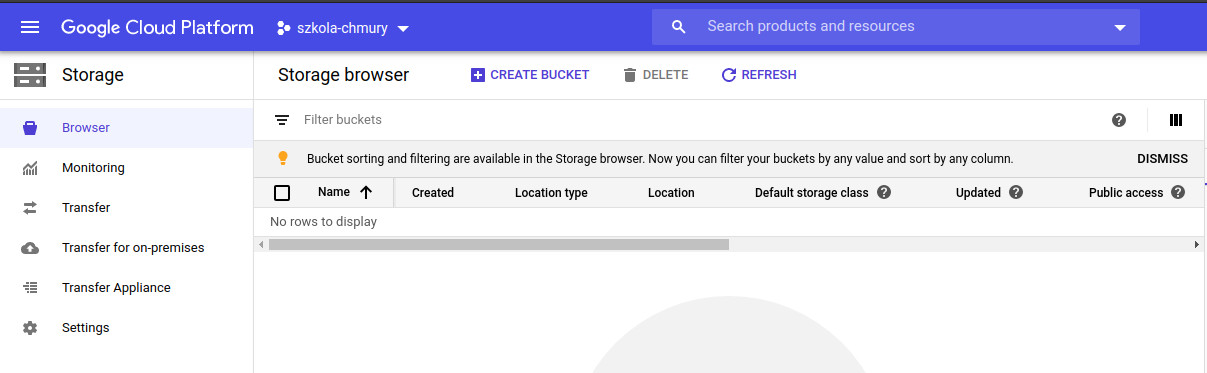 Google Cloud Platform szkola-chmury Search products and resources
Storage Storage browser CREATE BUCKET DELETE REFRESH
Browser
Monitoring
Transfer
Transfer for on-premises
Transfer Appliance
Settings
Filter buckets
Bucket sorting and filtering are available in the Storage browser. Now you can filter your buckets by any value and sort by any column. DISMISS
Name Created Location type Location Default storage class Updated Public access
No rows to display